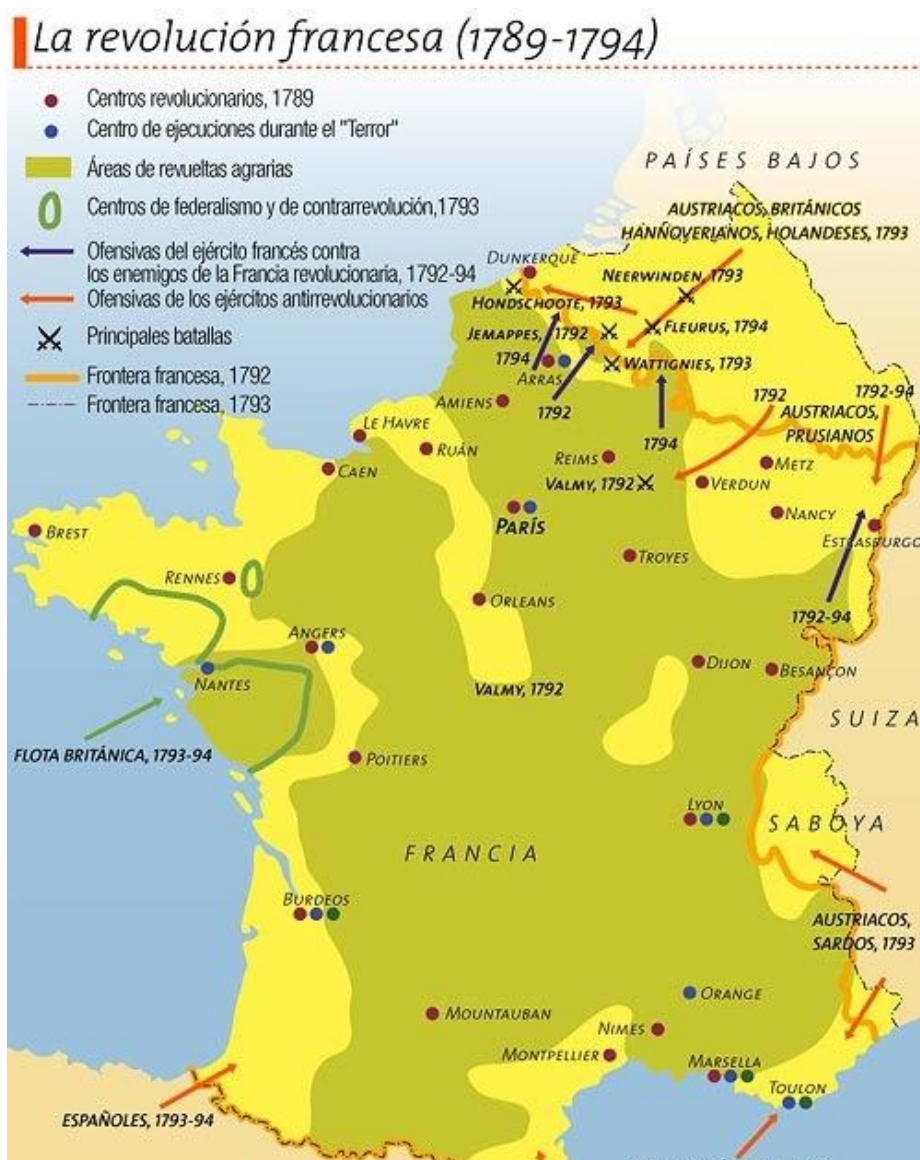 La revolución francesa (1789-1794)
Centros revolucionarios, 1789
Centro de ejecuciones durante el "Terror"
Áreas de revueltas agrarias
Centros de federalismo y de contrarrevolución,1793
Ofensivas del ejército francés contra
los enemigos de la Francia revolucionaria, 1792-94
Ofensivas de los ejércitos antirrevolucionarios
Principales batallas
Frontera francesa, 1792
Frontera francesa, 1793
PAÍSES BAJOS
AUSTRIACOS, BRITÁNICOS
HANÑOVERIANOS, HOLANDESES, 1793
DUNKERQUE
NEERWINDEN, 1793
HONDSCHOOTE, 1793
JEMAPPES, 1792
FLEURUS, 1794
1794
ARRAS
WATTIGNIES, 1793
1792
1794
1792
1792-94
AUSTRIACOS,
PRUSIANOS
AMIENS
LE HAVRE
RUÁN
CAEN
REIMS
VALMY, 1792
METZ
VERDUN
NANCY
ESTRASBURGO
BREST
PARÍS
TROYES
RENNES
ORLEANS
1792-94
ANGERS
NANTES
DIJON
BESANÇON
VALMY, 1792
SUIZA
FLOTA BRITÁNICA, 1793-94
POITIERS
LYON
SABOYA
FRANCIA
BURDEOS
AUSTRIACOS,
SARDOS, 1793
ORANGE
MOUNTAUBAN
NIMES
MONTPELLIER
MARSELLA
TOULON
ESPAÑOLES, 1793-94